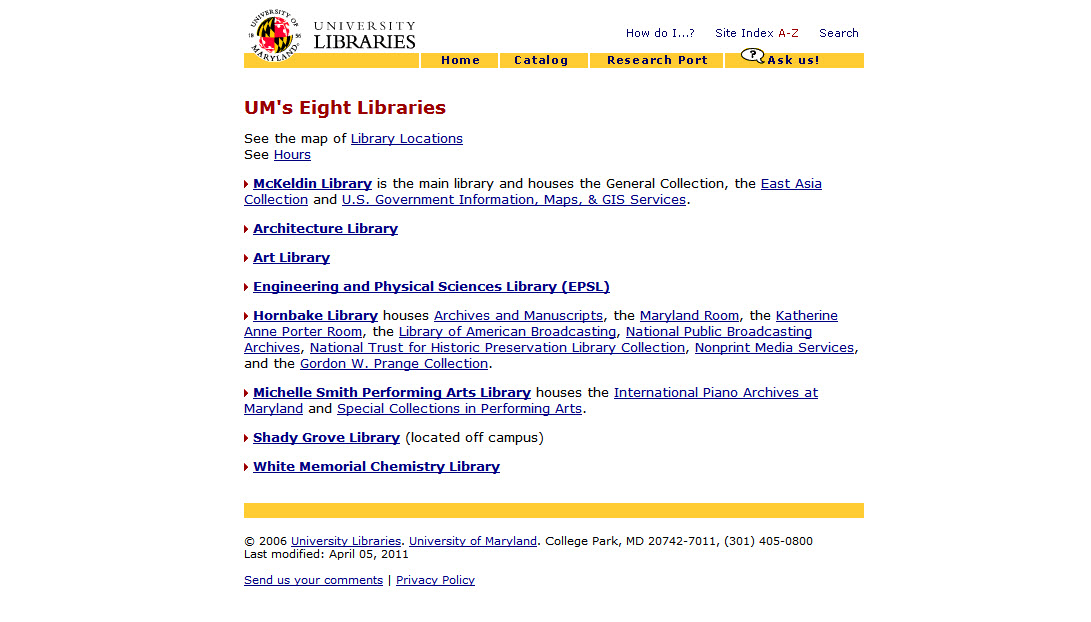 UNIVERSITY OF MARYLAND
18 56
UNIVERSITY
LIBRARIES
How do I...? Site Index A-Z Search
Home Catalog Research Port ? Ask us!
UM's Eight Libraries
See the map of Library Locations
See Hours
McKeldin Library is the main library and houses the General Collection, the East Asia
Collection and U.S. Government Information, Maps, & GIS Services.
Architecture Library
Art Library
Engineering and Physical Sciences Library (EPSL)
Hornbake Library houses Archives and Manuscripts, the Maryland Room, the Katherine
Anne Porter Room, the Library of American Broadcasting, National Public Broadcasting
Archives, National Trust for Historic Preservation Library Collection, Nonprint Media Services,
and the Gordon W. Prange Collection.
Michelle Smith Performing Arts Library houses the International Piano Archives at
Maryland and Special Collections in Performing Arts.
Shady Grove Library (located off campus)
White Memorial Chemistry Library
© 2006 University Libraries. University of Maryland. College Park, MD 20742-7011, (301) 405-0800
Last modified: April 05, 2011
Send us your comments | Privacy Policy